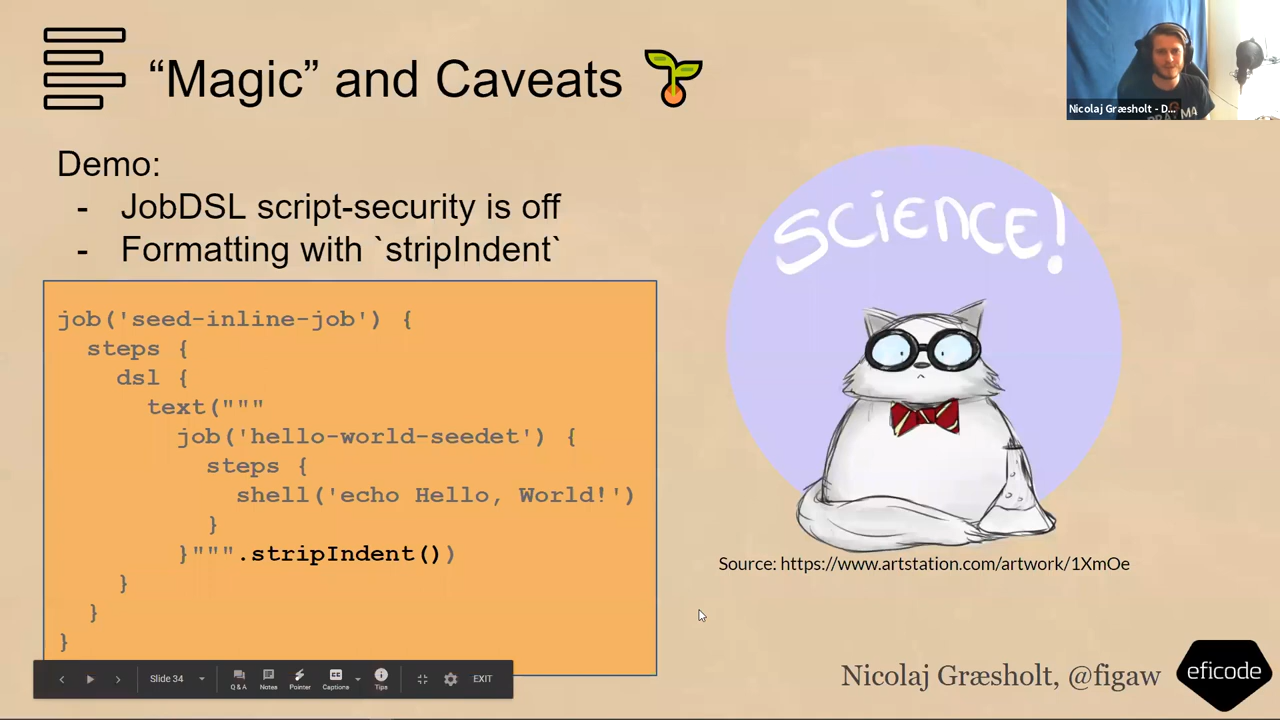 “Magic” and Caveats
Nicolaj Græsholt - D...
Demo:
- JobDSL script-security is off
- Formatting with `stripIndent`
job('seed-inline-job') {
  steps {
    dsl {
      text("""
        job('hello-world-seedet') {
          steps {
            shell('echo Hello, World!')
          }
        }""".stripIndent())
    }
  }
}
SCIENCE!
Source: https://www.artstation.com/artwork/1XmOe
Slide 34
Q & A
Notes
Pointer
Captions
Tips
EXIT
Nicolaj Græsholt, @figaw
eficode